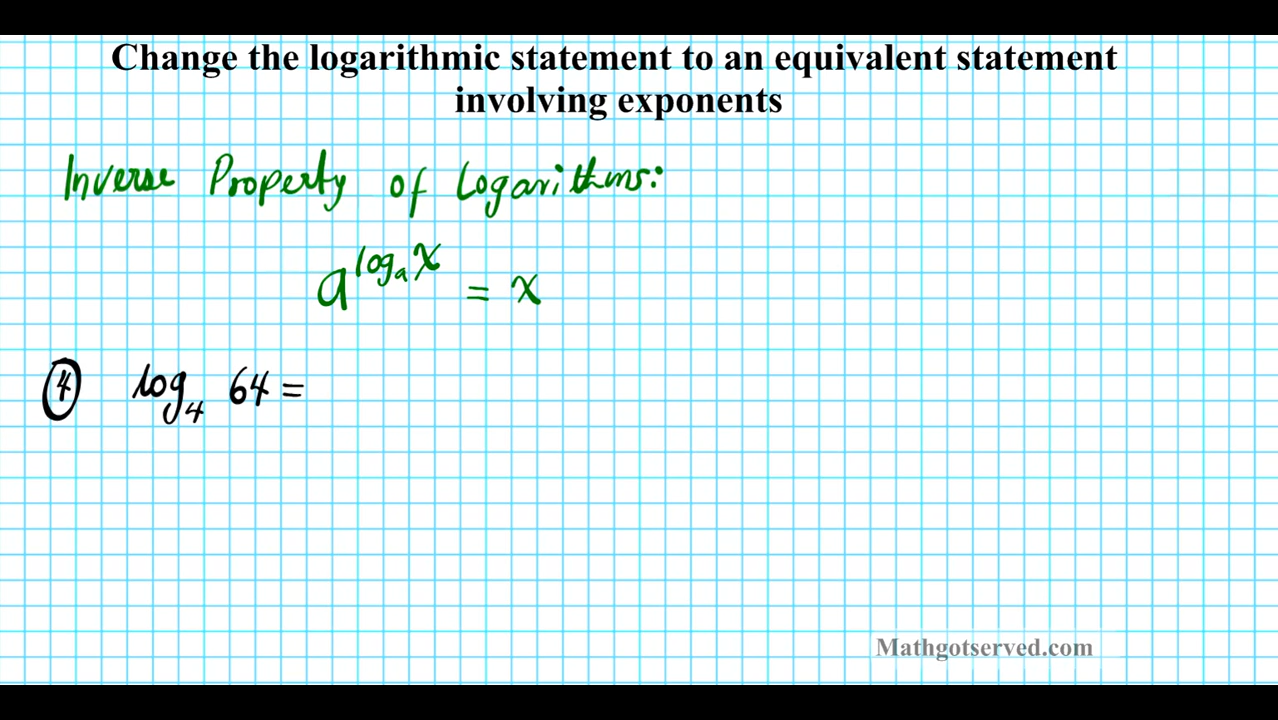 Change the logarithmic statement to an equivalent statement
involving exponents
Inverse Property of Logarithms:
a^{log_a x} = x
④ log_4 64 =
Mathgotserved.com